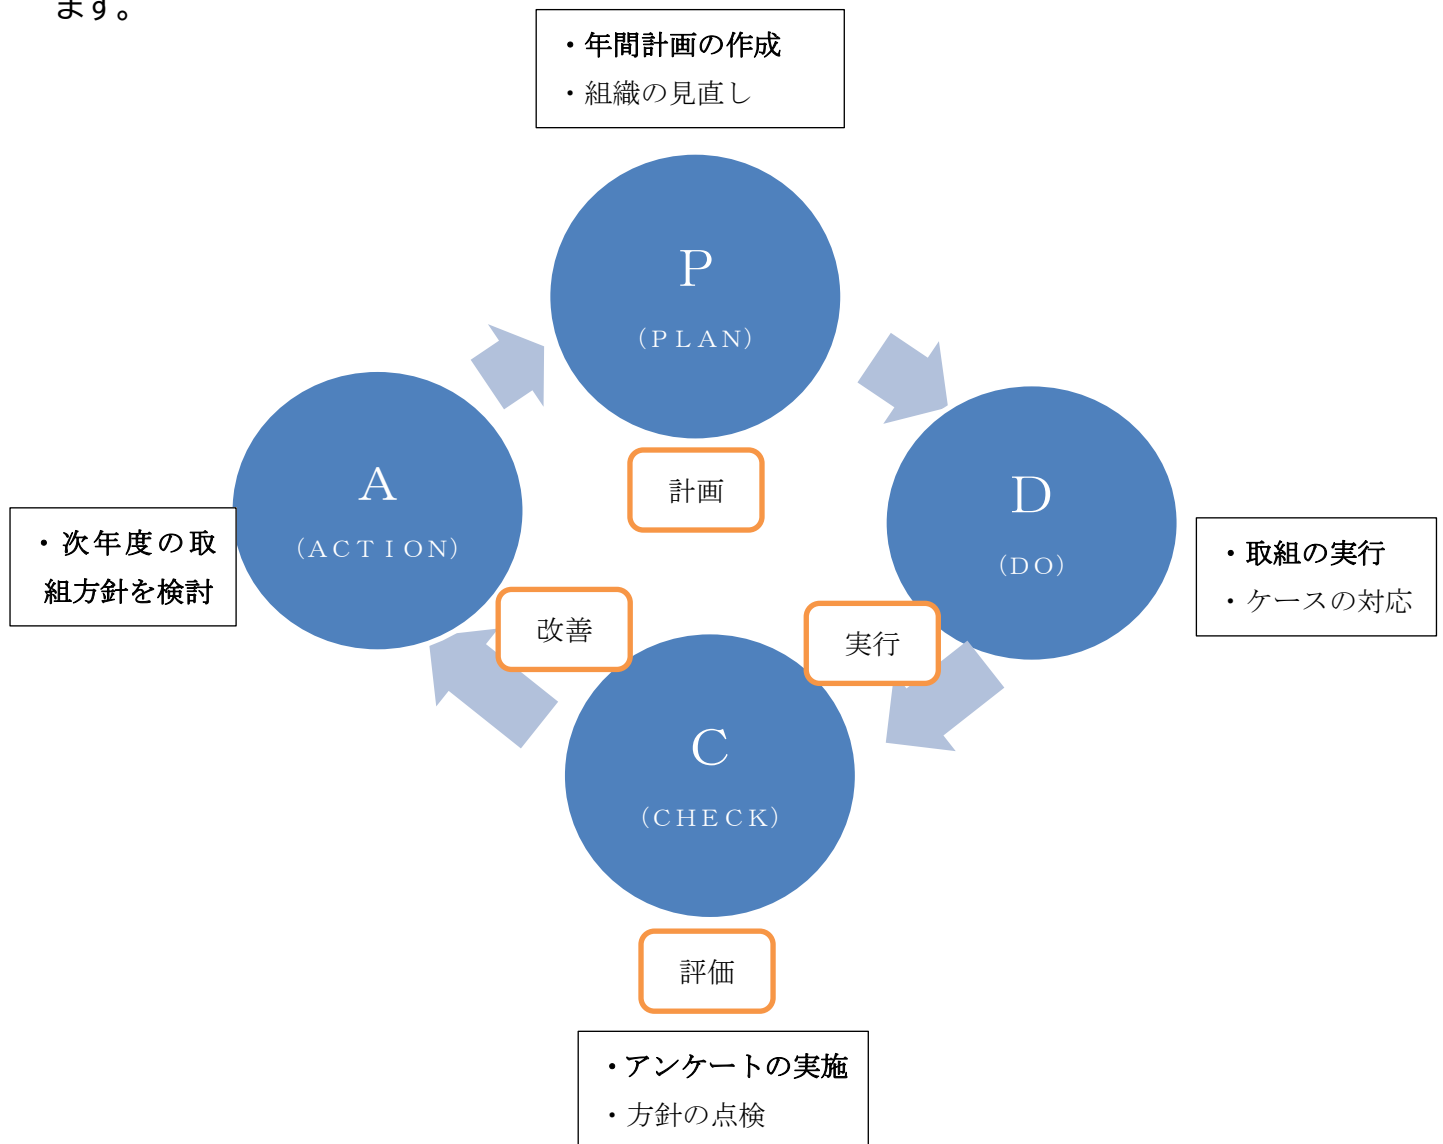 ます。
・年間計画の作成
・組織の見直し
P
（ＰＬＡＮ）
計画
A
（ＡＣＴＩＯＮ）
・次年度の取
組方針を検討
D
（ＤＯ）
・取組の実行
・ケースの対応
改善
実行
C
（ＣＨＥＣＫ）
評価
・アンケートの実施
・方針の点検